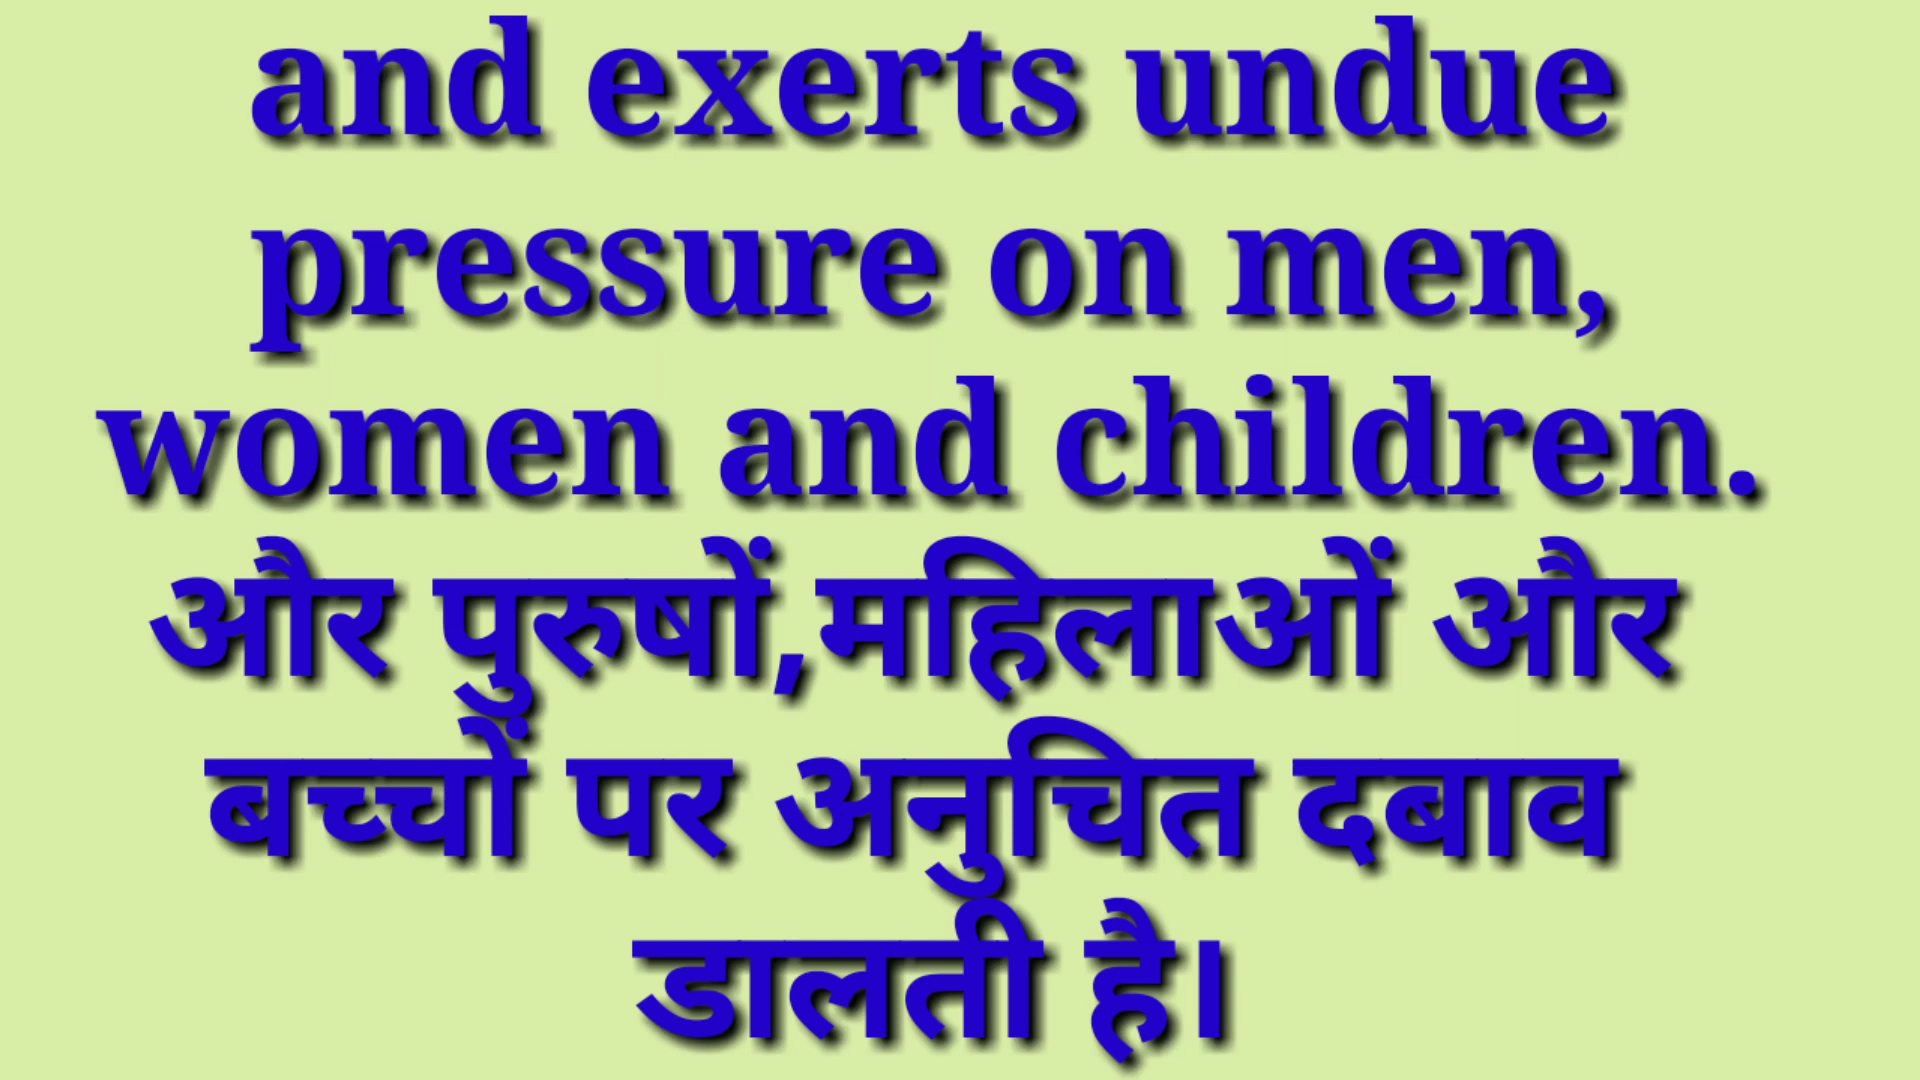 and exerts undue
pressure on men,
women and children.
और पुरुषों,महिलाओं और
बच्चों पर अनुचित दबाव
डालती है।